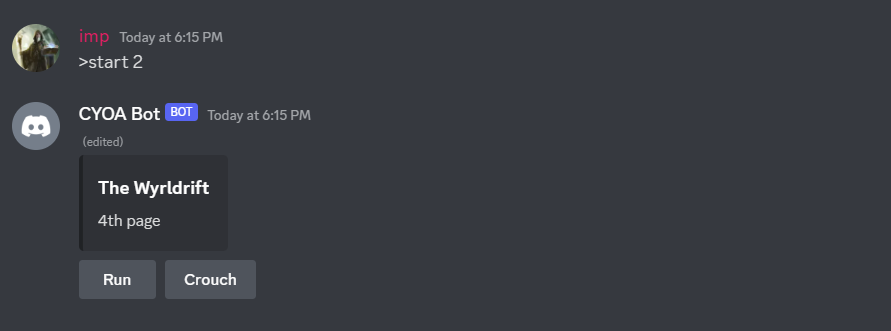 imp Today at 6:15 PM
>start 2
CYOA Bot BOT Today at 6:15 PM
(edited)
The Wyrldrift
4th page
Run Crouch